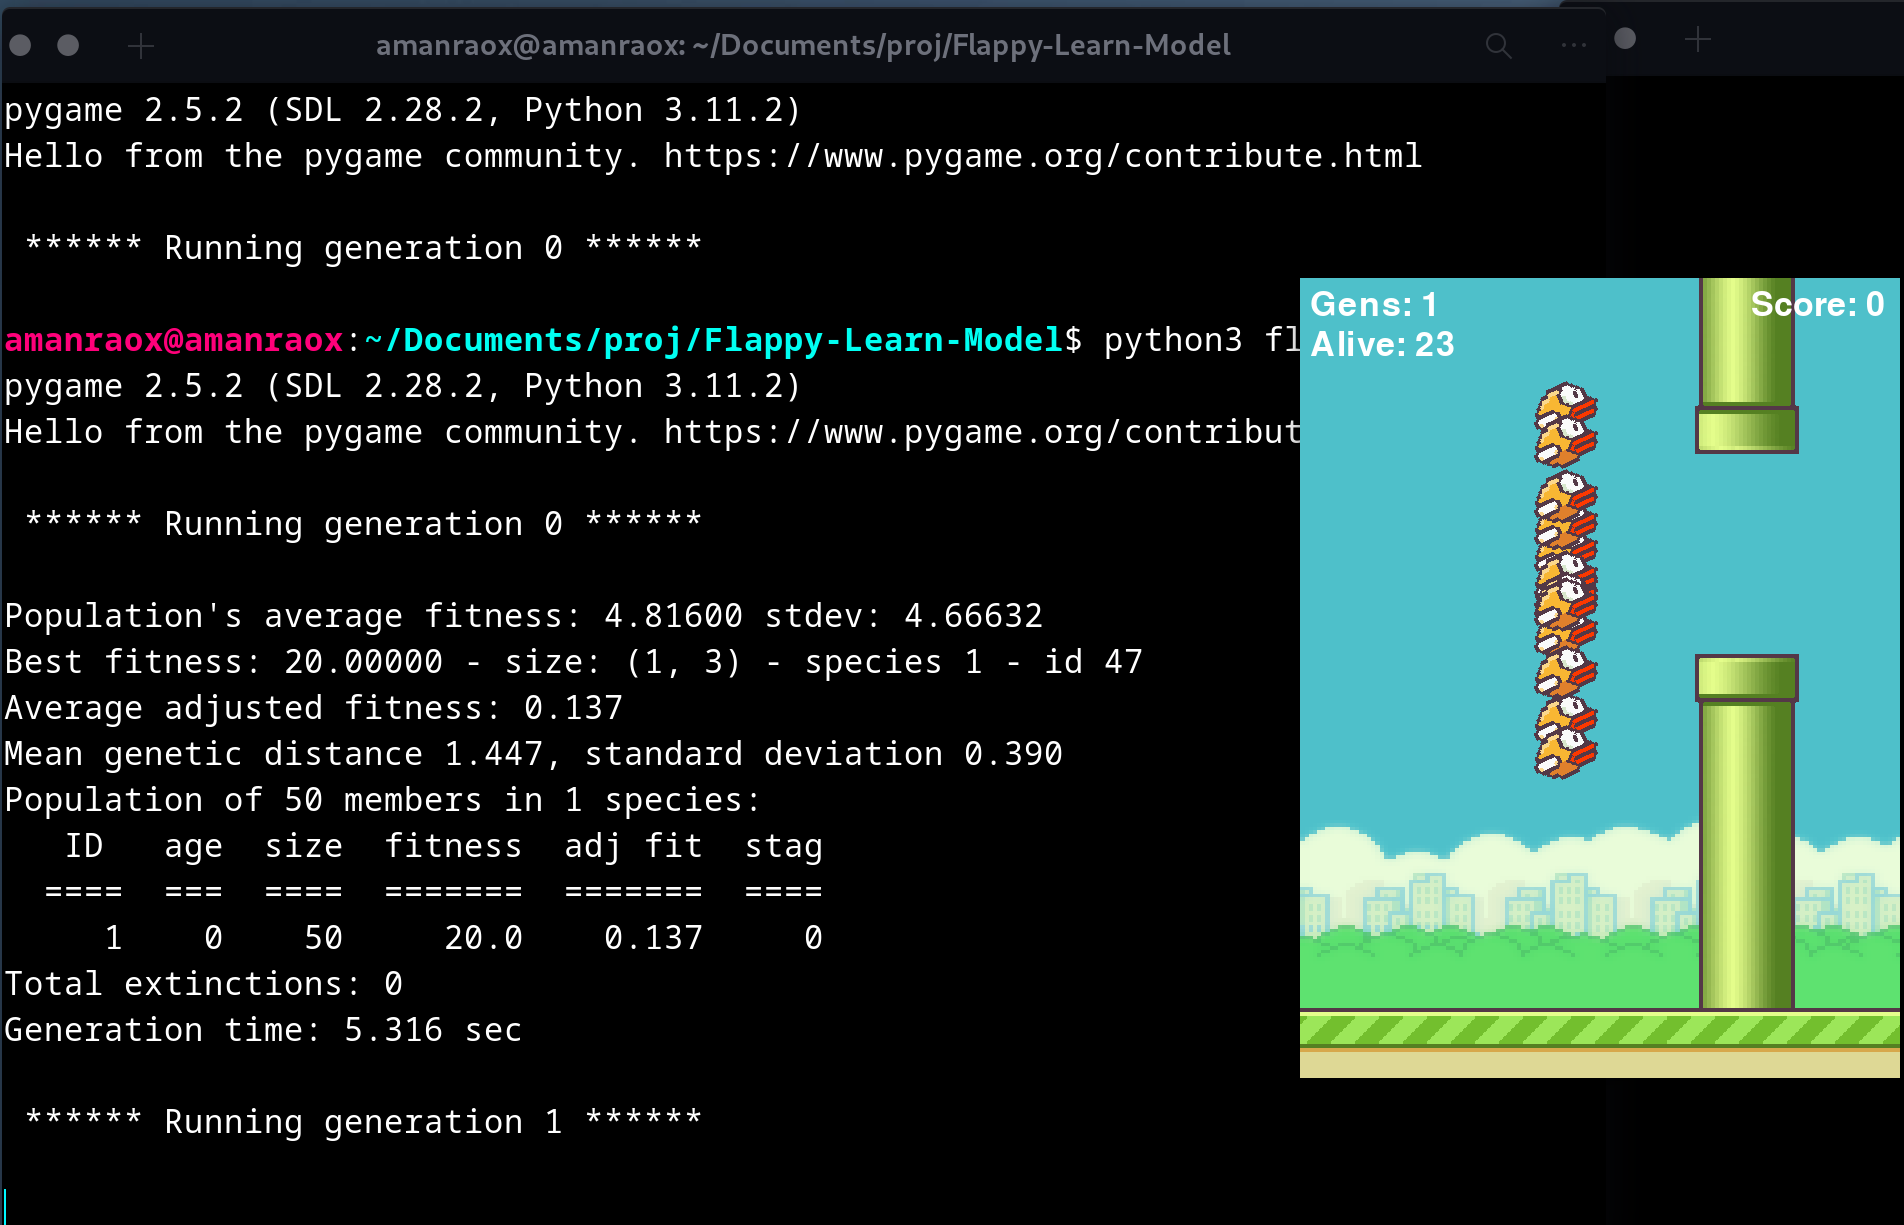 amanraox@amanraox: ~/Documents/proj/Flappy-Learn-Model
pygame 2.5.2 (SDL 2.28.2, Python 3.11.2)
Hello from the pygame community. https://www.pygame.org/contribute.html
****** Running generation 0 ******
amanraox@amanraox:~/Documents/proj/Flappy-Learn-Model$ python3 fl
pygame 2.5.2 (SDL 2.28.2, Python 3.11.2)
Hello from the pygame community. https://www.pygame.org/contribut
****** Running generation 0 ******
Population's average fitness: 4.81600 stdev: 4.66632
Best fitness: 20.00000 - size: (1, 3) - species 1 - id 47
Average adjusted fitness: 0.137
Mean genetic distance 1.447, standard deviation 0.390
Population of 50 members in 1 species:
ID age size fitness adj fit stag
==== === ==== ======= ======= ====
1 0 50 20.0 0.137 0
Total extinctions: 0
Generation time: 5.316 sec
****** Running generation 1 ******
Gens: 1
Score: 0
Alive: 23